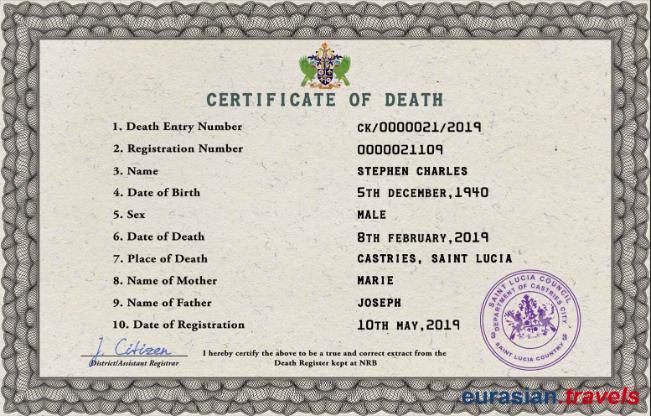 CERTIFICATE OF DEATH
1. Death Entry Number CK/0000021/2019
2. Registration Number 0000021109
3. Name STEPHEN CHARLES
4. Date of Birth 5TH DECEMBER,1940
5. Sex MALE
6. Date of Death 8TH FEBRUARY,2019
7. Place of Death CASTRIES, SAINT LUCIA
8. Name of Mother MARIE
9. Name of Father JOSEPH
10. Date of Registration 10TH MAY,2019
SAINT LUCIA COUNCIL
DEPARTMENT OF CASTRIES CITY
SAINT LUCIA COUNTRY
J. Citizen
District/Assistant Registrar
I hereby certify the above to be a true and correct extract from the
Death Register kept at NRB
eurasian.travels